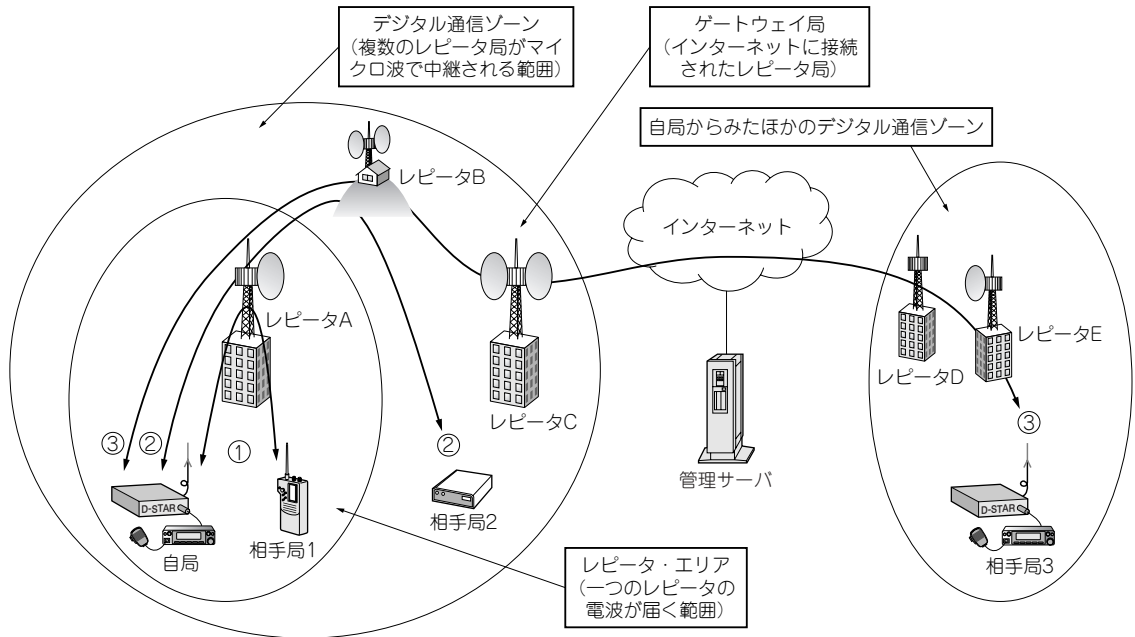 デジタル通信ゾーン
(複数のレピータ局がマイ
クロ波で中継される範囲)
ゲートウェイ局
(インターネットに接続
されたレピータ局)
自局からみたほかのデジタル通信ゾーン
レピータB
インターネット
レピータA
レピータE
レピータD
レピータC
③
②
①
②
③
管理サーバ
D-STAR
D-STAR
相手局2
相手局1
自局
相手局3
レピータ・エリア
(一つのレピータの
電波が届く範囲)